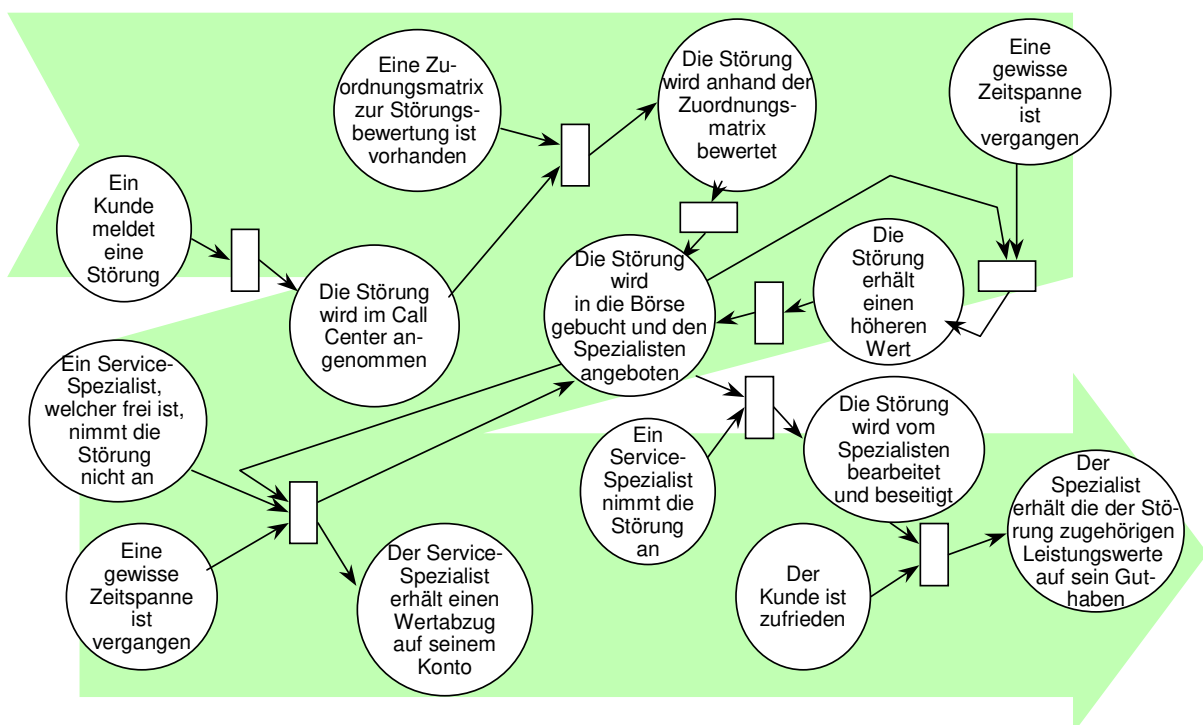 Eine Zu-
ordnungsmatrix
zur Störungs-
bewertung ist
vorhanden
Die Störung
wird anhand der
Zuordnungs-
matrix
bewertet
Eine
gewisse
Zeitspanne
ist
vergangen
Ein
Kunde
meldet
eine
Störung
Die Störung
wird im Call
Center an-
genommen
Die Störung
wird
in die Börse
gebucht und den
Spezialisten
angeboten
Die
Störung
erhält
einen
höheren
Wert
Ein Service-
Spezialist,
welcher frei ist,
nimmt die
Störung
nicht an
Ein
Service-
Spezialist
nimmt die
Störung
an
Die Störung
wird vom
Spezialisten
bearbeitet
und beseitigt
Der
Spezialist
erhält die der Stö-
rung zugehörigen
Leistungswerte
auf sein Gut-
haben
Eine
gewisse
Zeitspanne
ist
vergangen
Der Service-
Spezialist
erhält einen
Wertabzug
auf seinem
Konto
Der
Kunde ist
zufrieden